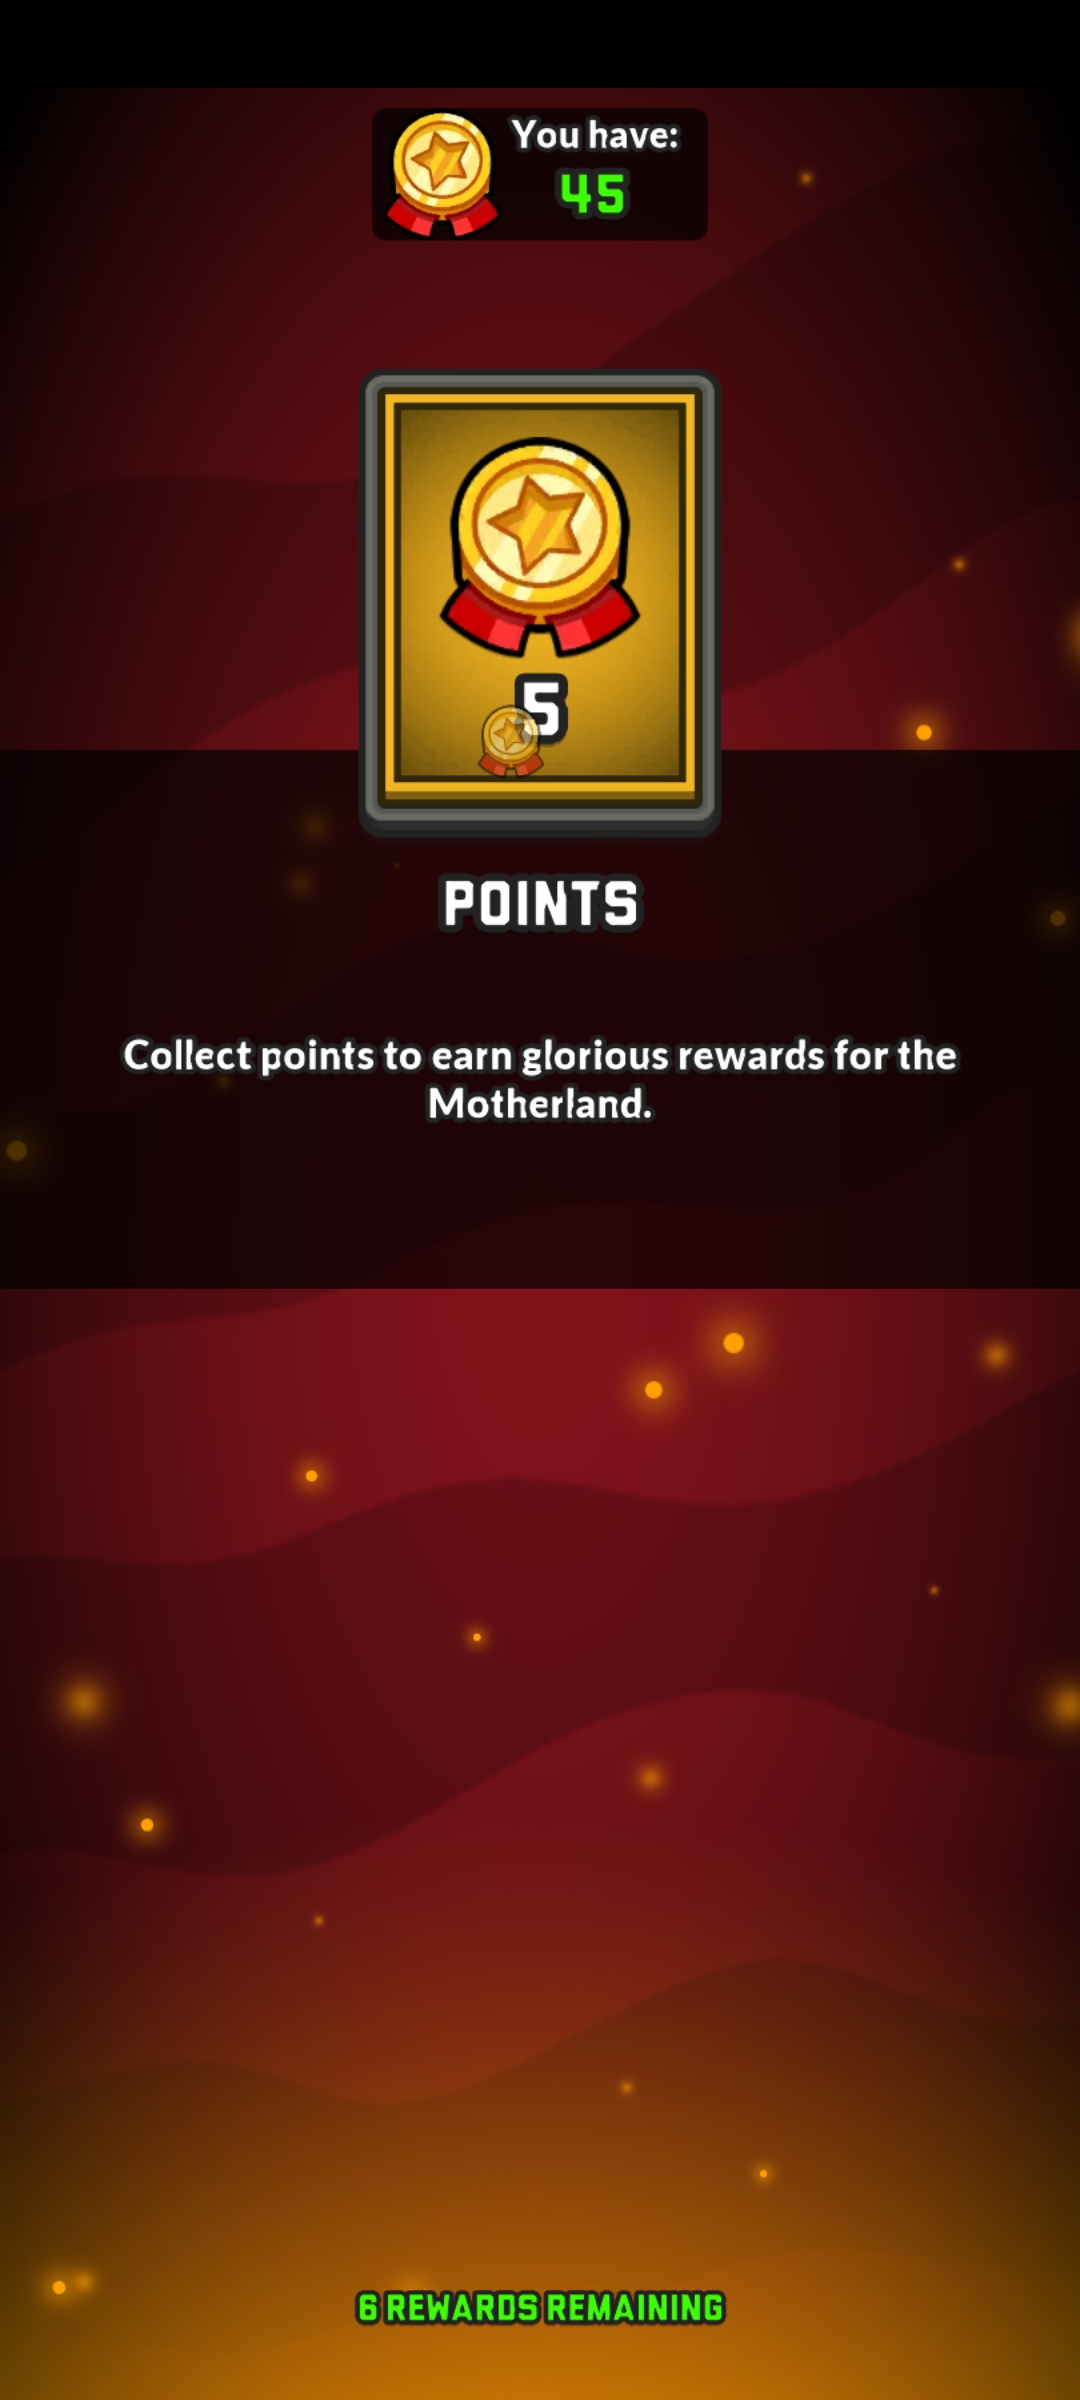 You have:
45
5
POINTS
Collect points to earn glorious rewards for the
Motherland.
6 REWARDS REMAINING